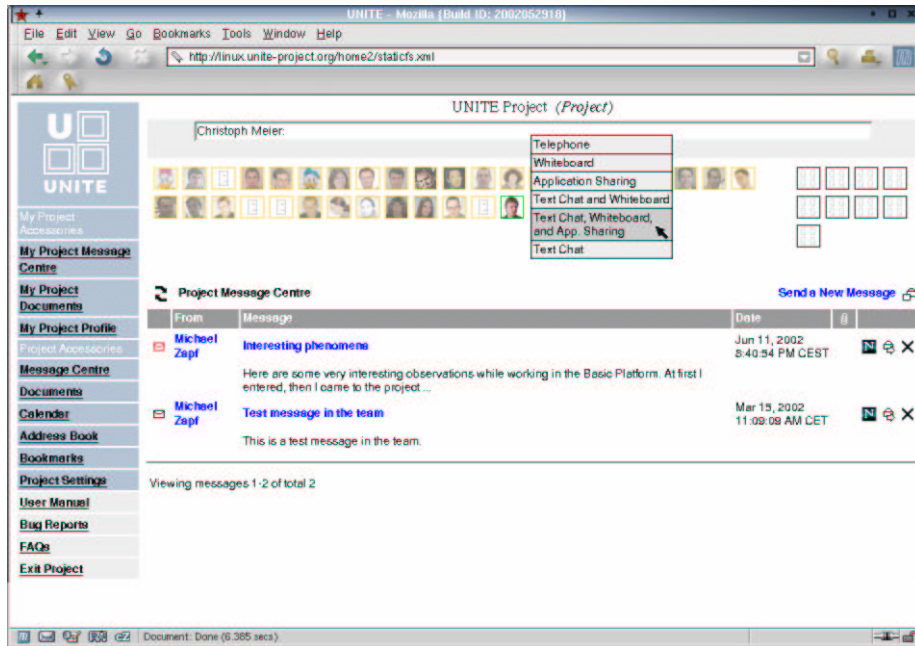 UNITE - Mozilla {Build ID: 2002052918}
File Edit View Go Bookmarks Tools Window Help
http://linux.unite-project.org/home2/staticfs.xml
UNITE Project (Project)
Christoph Meier:
U
UNITE
Telephone
Whiteboard
Application Sharing
Text Chat and Whiteboard
Text Chat, Whiteboard,
and App. Sharing
Text Chat
My Project
Accessories
My Project Message
Centre
My Project
Documents
My Project Profile
Project Accessories
Message Centre
Documents
Calendar
Address Book
Bookmarks
Project Settings
User Manual
Bug Reports
FAQs
Exit Project
Project Message Centre
Send a New Message
From Message Date
Michael
Zapf
Interesting phenomena
Jun 11, 2002
8:40:54 PM CEST
N
Here are some very interesting observations while working in the Basic Platform. At first I
entered, then I came to the project ...
Michael
Zapf
Test message in the team
Mar 15, 2002
11:09:09 AM CET
N
This is a test message in the team.
Viewing messages 1-2 of total 2
Document: Done (6.385 secs)